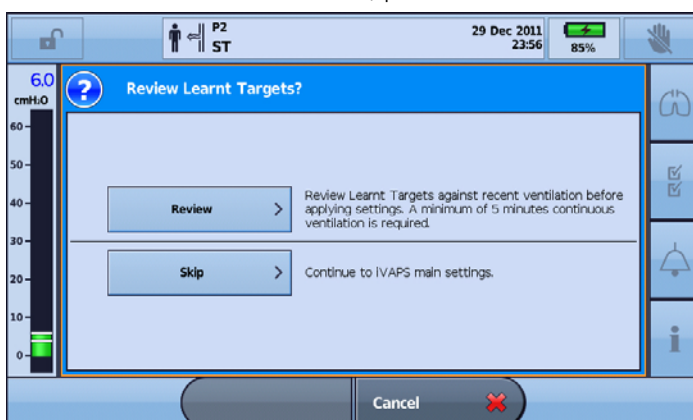 P2
ST
29 Dec 2011
23:56
85%
6.0
cmH2O
Review Learnt Targets?
60
50
40
30
20
10
0
Review
Review Learnt Targets against recent ventilation before
applying settings. A minimum of 5 minutes continuous
ventilation is required.
Skip
Continue to iVAPS main settings.
Cancel